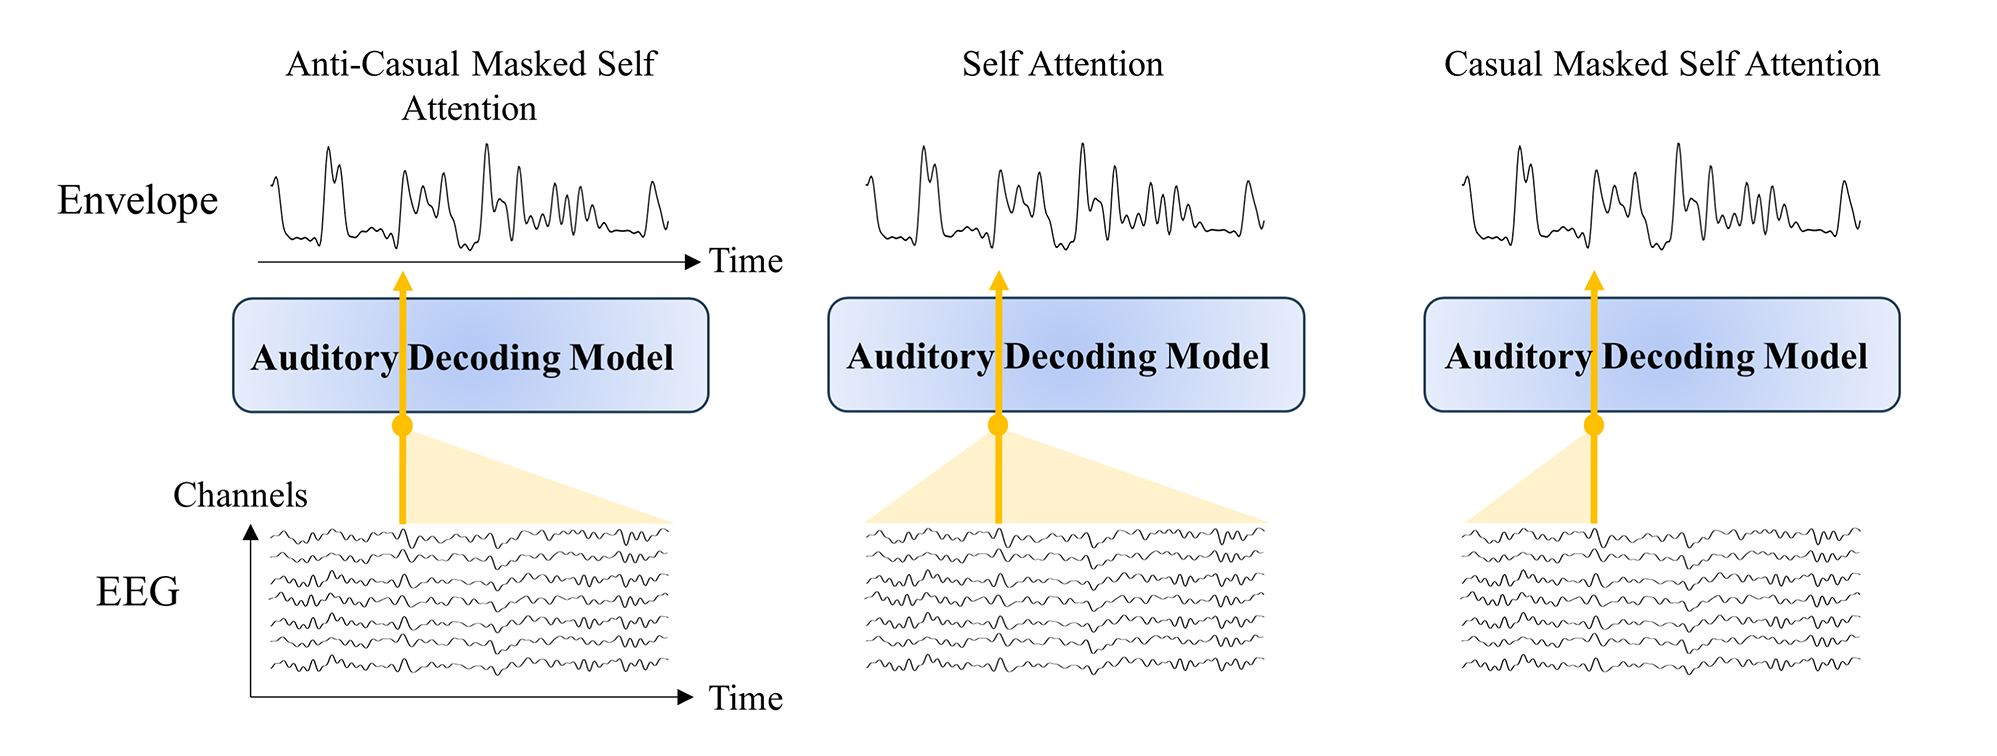 Anti-Casual Masked Self
Attention
Self Attention
Casual Masked Self Attention
Envelope
Time
Auditory Decoding Model
Auditory Decoding Model
Auditory Decoding Model
Channels
EEG
Time